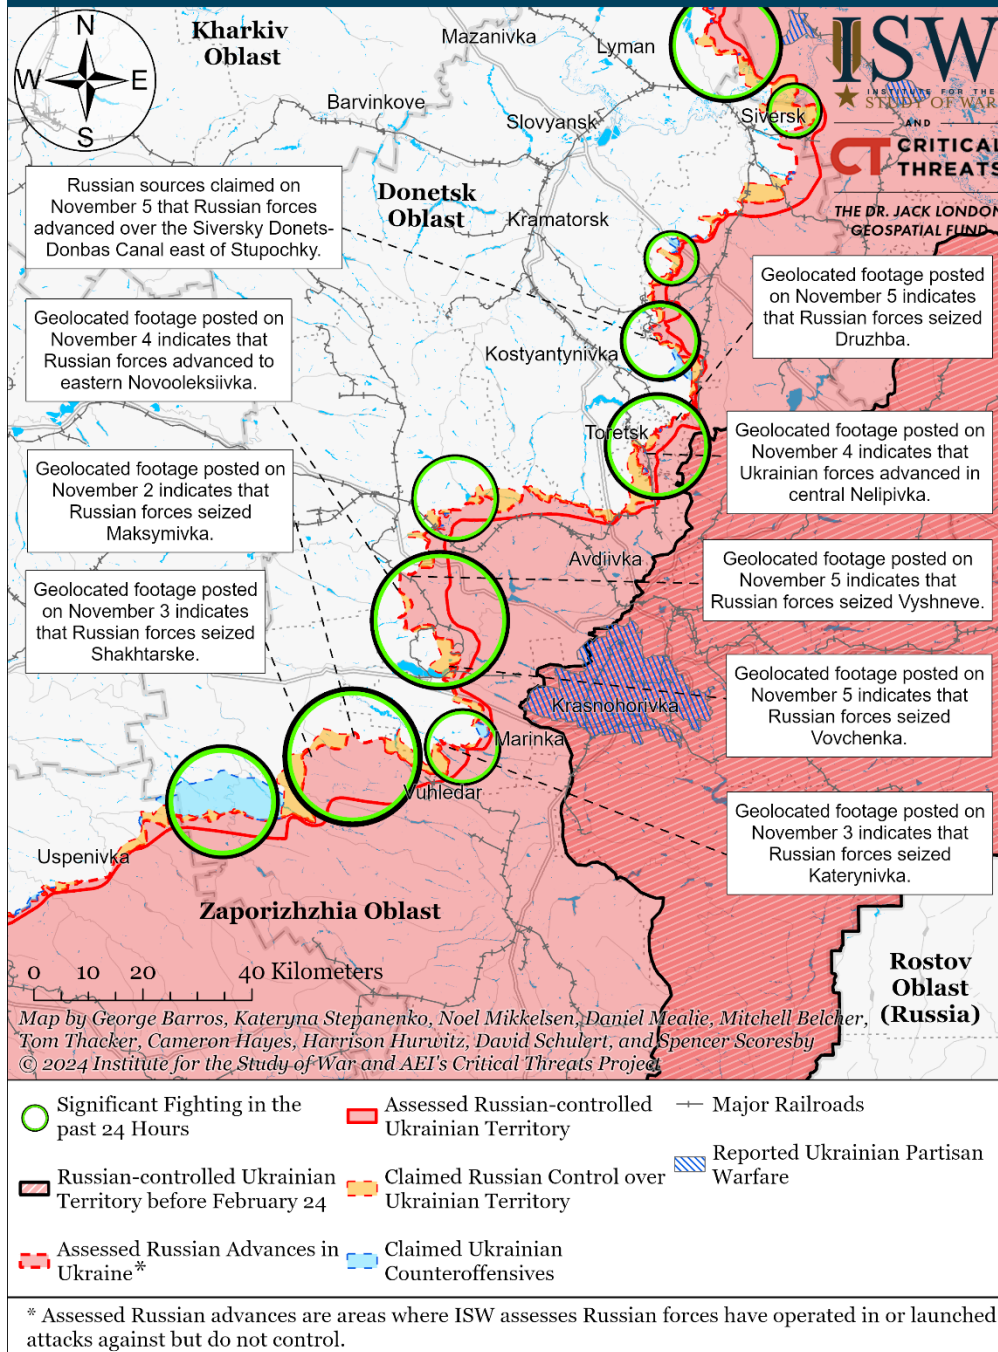 N
W
E
S
Kharkiv
Oblast
Mazanivka
Lyman
ISW
INSTITUTE FOR THE
STUDY OF WAR
AND
CT CRITICAL
THREATS
THE DR. JACK LONDON
GEOSPATIAL FUND
Barvinkove
Slovyansk
Siversk
Donetsk
Oblast
Kramatorsk
Russian sources claimed on
November 5 that Russian forces
advanced over the Siversky Donets-
Donbas Canal east of Stupochky.
Geolocated footage posted
on November 5 indicates
that Russian forces seized
Druzhba.
Geolocated footage posted on
November 4 indicates that
Russian forces advanced to
eastern Novooleksiivka.
Kostyantynivka
Toretsk
Geolocated footage posted on
November 4 indicates that
Ukrainian forces advanced in
central Nelipivka.
Geolocated footage posted on
November 2 indicates that
Russian forces seized
Maksymivka.
Avdiivka
Geolocated footage posted on
November 5 indicates that
Russian forces seized Vyshneve.
Geolocated footage posted
on November 3 indicates
that Russian forces seized
Shakhtarske.
Geolocated footage posted on
November 5 indicates that
Russian forces seized
Vovchenka.
Krasnohorivka
Marinka
Vuhledar
Geolocated footage posted on
November 3 indicates that
Russian forces seized
Katerynivka.
Uspenivka
Zaporizhzhia Oblast
Rostov
Oblast
(Russia)
0 10 20 40 Kilometers
Map by George Barros, Kateryna Stepanenko, Noel Mikkelsen, Daniel Mealie, Mitchell Belcher,
Tom Thacker, Cameron Hayes, Harrison Hurwitz, David Schulert, and Spencer Scoresby
© 2024 Institute for the Study of War and AEI's Critical Threats Project
Significant Fighting in the
past 24 Hours
Russian-controlled Ukrainian
Territory before February 24
Assessed Russian Advances in
Ukraine*
Assessed Russian-controlled
Ukrainian Territory
Claimed Russian Control over
Ukrainian Territory
Claimed Ukrainian
Counteroffensives
Major Railroads
Reported Ukrainian Partisan
Warfare
* Assessed Russian advances are areas where ISW assesses Russian forces have operated in or launched
attacks against but do not control.